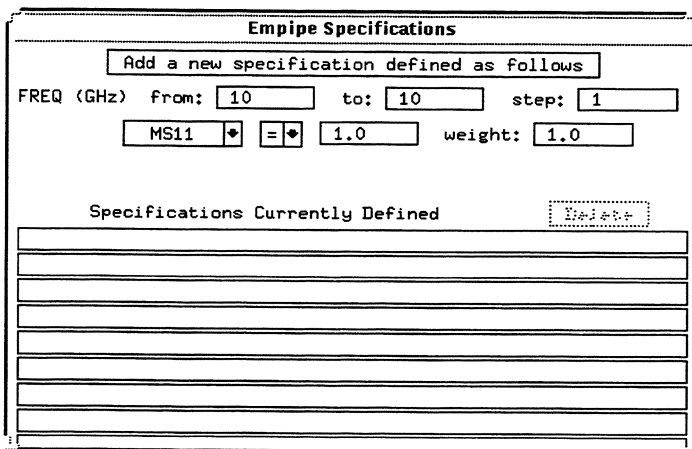 Empipe Specifications
Add a new specification defined as follows
FREQ (GHz) from: 10 to: 10 step: 1
MS11 = 1.0 weight: 1.0
Specifications Currently Defined Delete